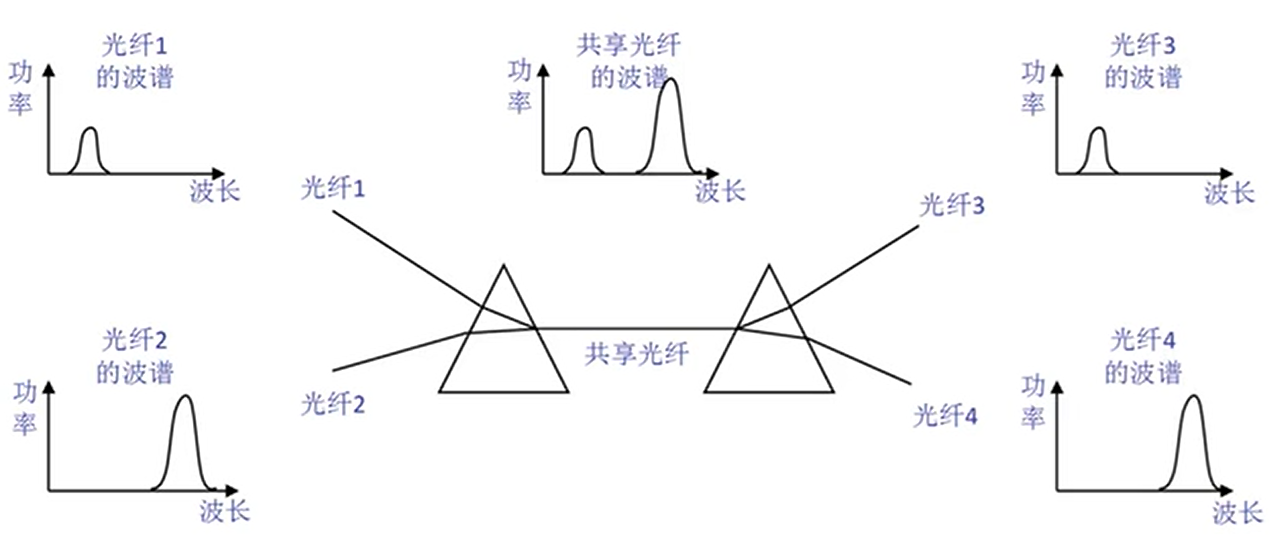 光纤1
的波谱
功
率
波长
共享光纤
的波谱
功
率
波长
光纤3
的波谱
功
率
波长
光纤1
光纤3
共享光纤
光纤2
光纤4
光纤2
的波谱
功
率
波长
光纤4
的波谱
功
率
波长